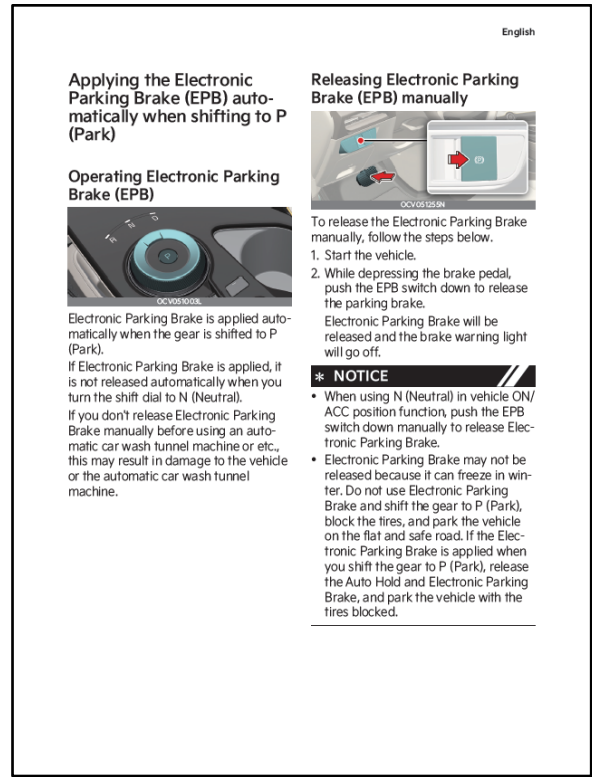 English
Applying the Electronic
Parking Brake (EPB) auto-
matically when shifting to P
(Park)
Operating Electronic Parking
Brake (EPB)
OCV051003L
Electronic Parking Brake is applied auto-
matically when the gear is shifted to P
(Park).
If Electronic Parking Brake is applied, it
is not released automatically when you
turn the shift dial to N (Neutral).
If you don't release Electronic Parking
Brake manually before using an auto-
matic car wash tunnel machine or etc.,
this may result in damage to the vehicle
or the automatic car wash tunnel
machine.
Releasing Electronic Parking
Brake (EPB) manually
OCV051255N
To release the Electronic Parking Brake
manually, follow the steps below.
1. Start the vehicle.
2. While depressing the brake pedal,
push the EPB switch down to release
the parking brake.
Electronic Parking Brake will be
released and the brake warning light
will go off.
* NOTICE
• When using N (Neutral) in vehicle ON/
ACC position function, push the EPB
switch down manually to release Elec-
tronic Parking Brake.
• Electronic Parking Brake may not be
released because it can freeze in win-
ter. Do not use Electronic Parking
Brake and shift the gear to P (Park),
block the tires, and park the vehicle
on the flat and safe road. If the Elec-
tronic Parking Brake is applied when
you shift the gear to P (Park), release
the Auto Hold and Electronic Parking
Brake, and park the vehicle with the
tires blocked.